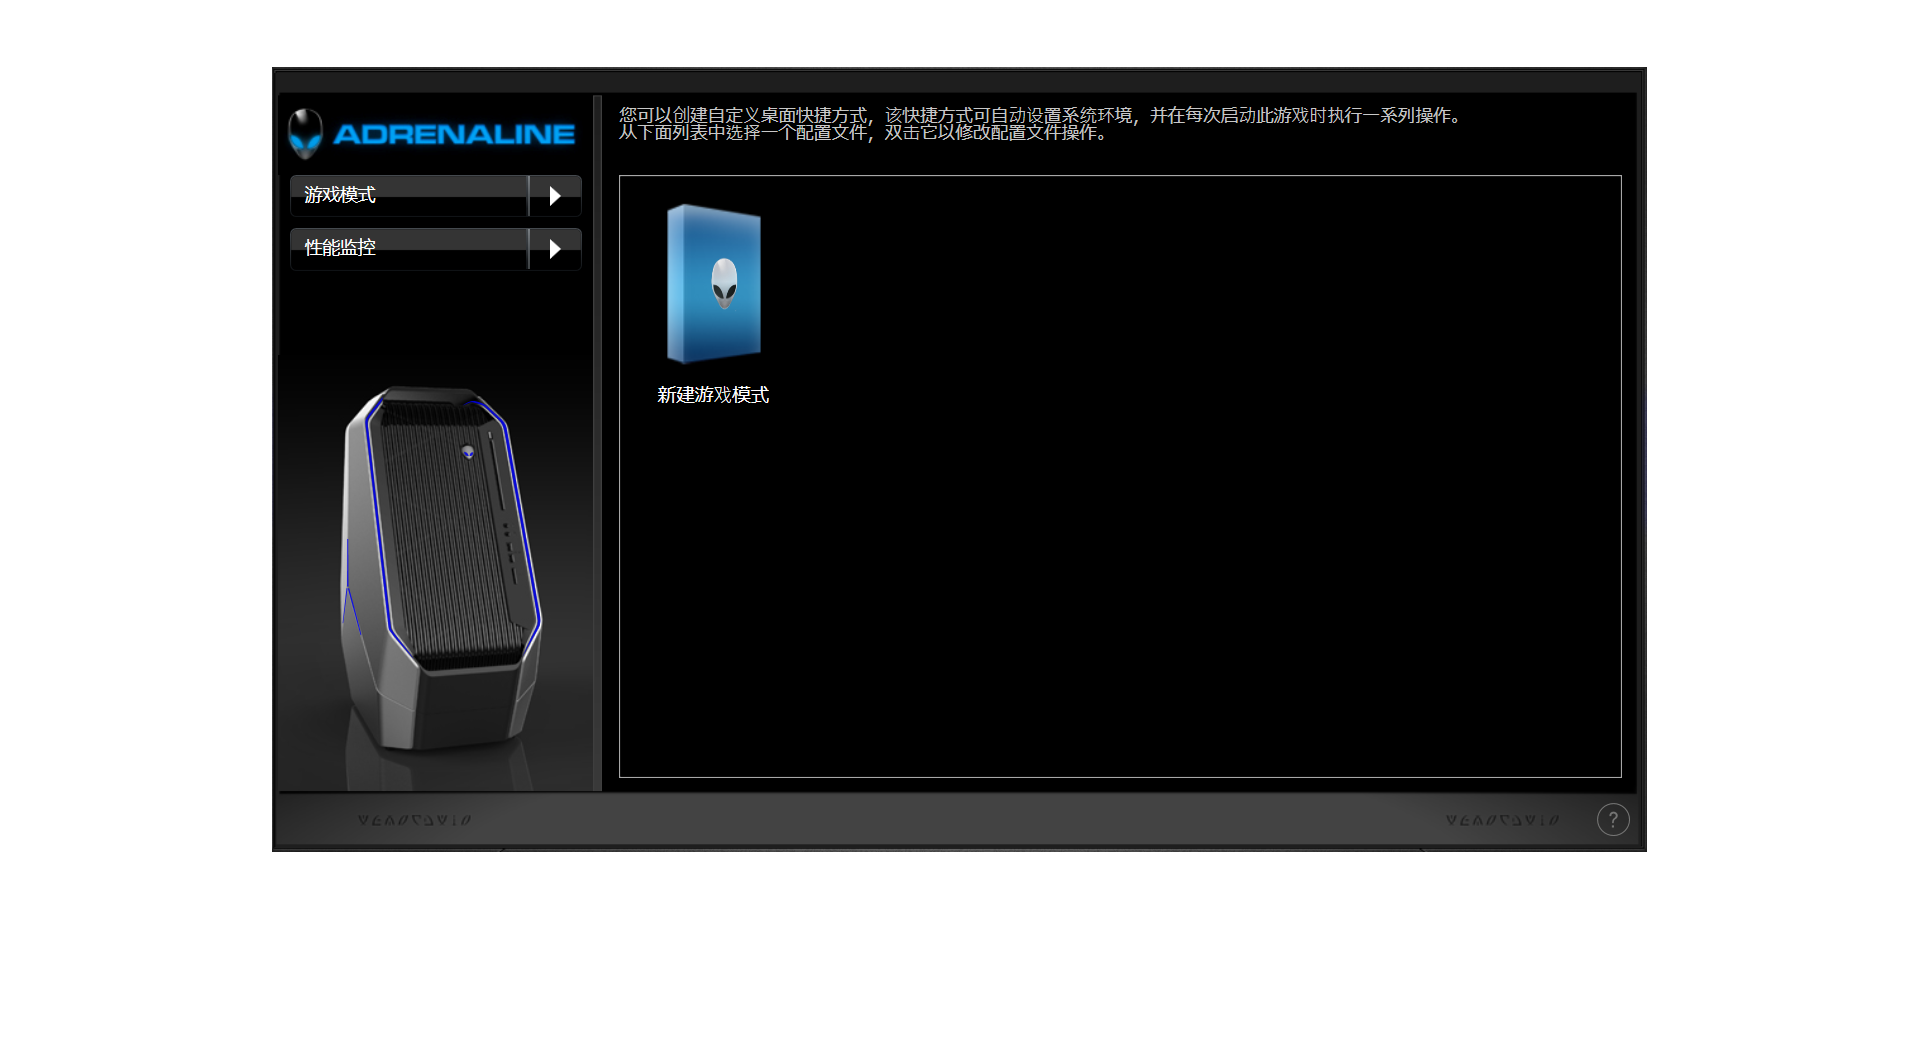 ADRENALINE
游戏模式
性能监控
您可以创建自定义桌面快捷方式，该快捷方式可自动设置系统环境，并在每次启动此游戏时执行一系列操作。
从下面列表中选择一个配置文件，双击它以修改配置文件操作。
新建游戏模式
?